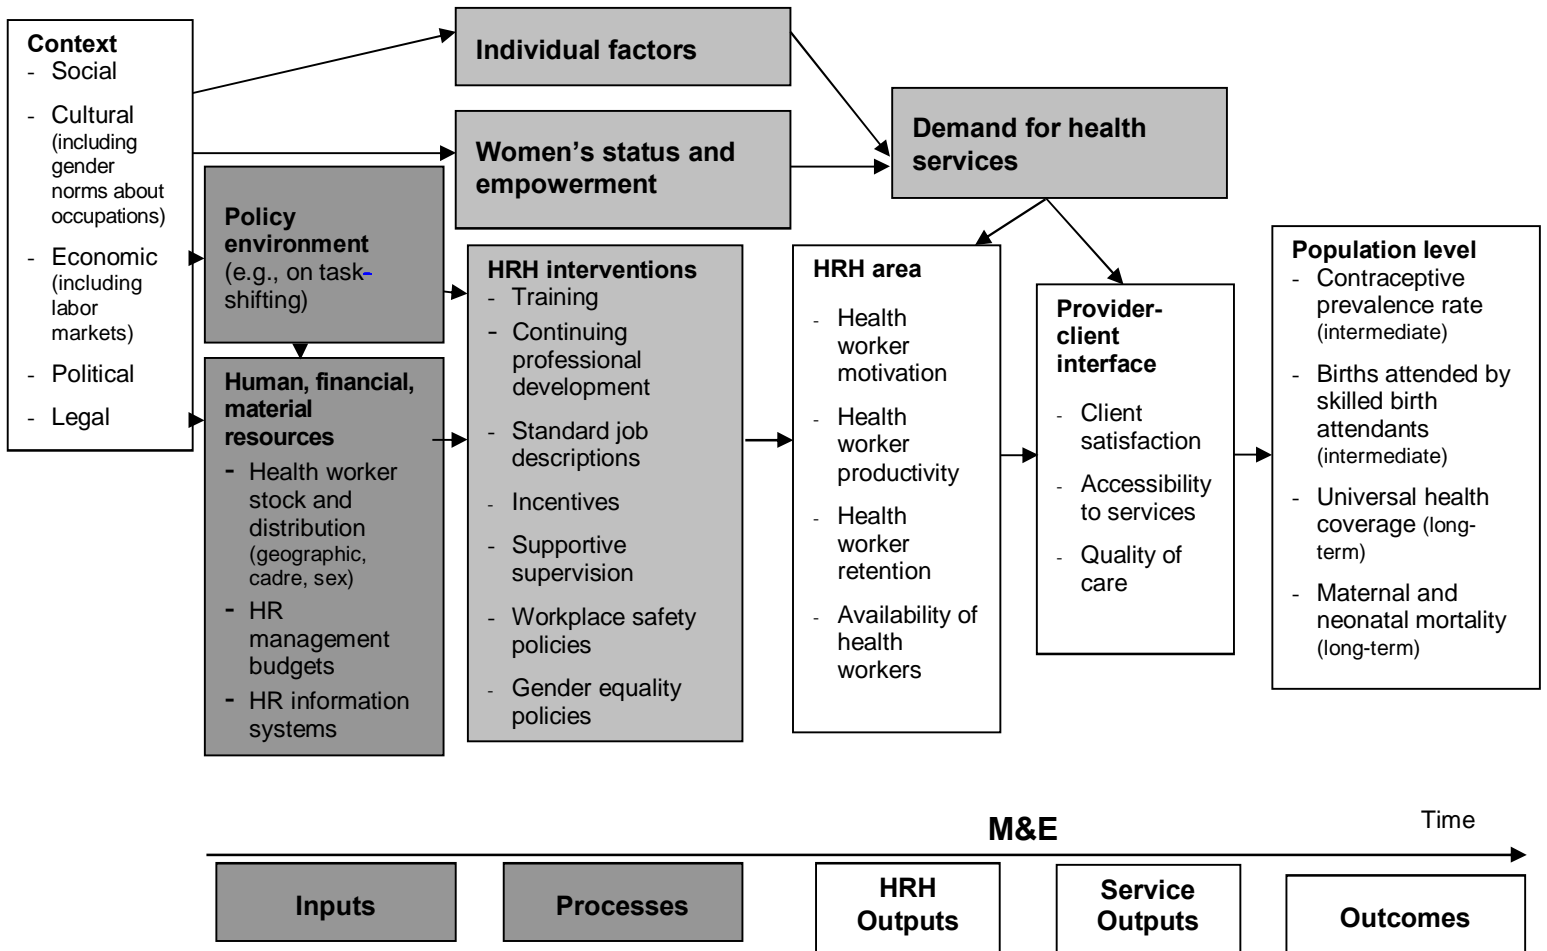 Context
- Social
- Cultural
(including
gender
norms about
occupations)
- Economic
(including
labor
markets)
- Political
- Legal
Individual factors
Women’s status and
empowerment
Demand for health
services
Policy
environment
(e.g., on task-
shifting)
Human, financial,
material
resources
- Health worker
stock and
distribution
(geographic,
cadre, sex)
- HR
management
budgets
- HR information
systems
HRH interventions
- Training
- Continuing
professional
development
- Standard job
descriptions
- Incentives
- Supportive
supervision
- Workplace safety
policies
- Gender equality
policies
HRH area
- Health
worker
motivation
- Health
worker
productivity
- Health
worker
retention
- Availability of
health
workers
Provider-
client
interface
- Client
satisfaction
- Accessibility
to services
- Quality of
care
Population level
- Contraceptive
prevalence rate
(intermediate)
- Births attended by
skilled birth
attendants
(intermediate)
- Universal health
coverage (long-
term)
- Maternal and
neonatal mortality
(long-term)
M&E
Time
Inputs
Processes
HRH
Outputs
Service
Outputs
Outcomes